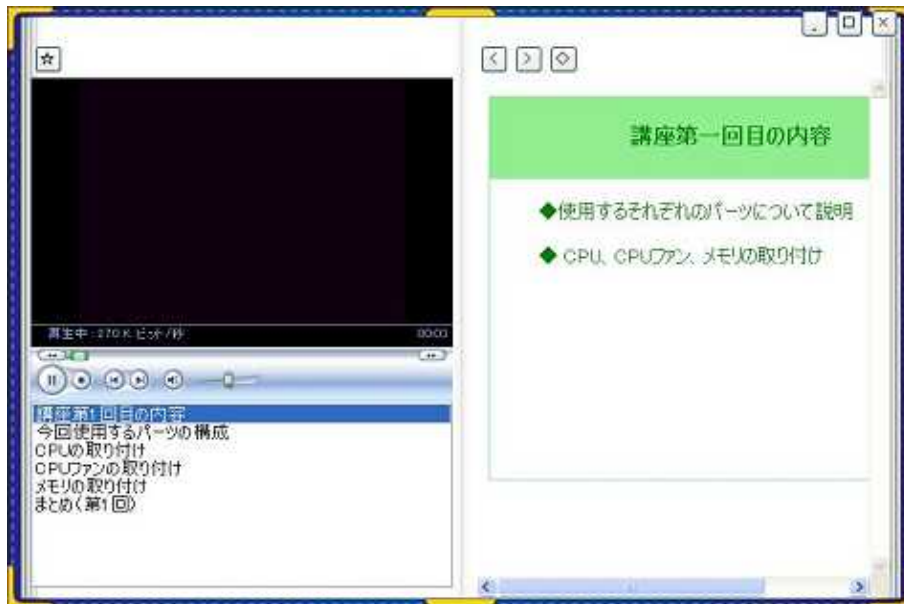 再生中: 270 K ビット/秒
00:03
講座第1回目の内容
今回使用するパーツの構成
CPUの取り付け
CPUファンの取り付け
メモリの取り付け
まとめ(第1回)
講座第一回目の内容
◆使用するそれぞれのパーツについて説明
◆ CPU、CPUファン、メモリの取り付け